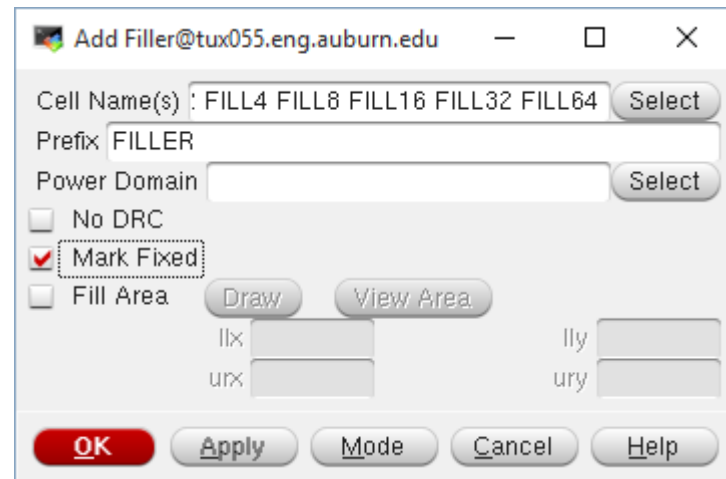 Add Filler@tux055.eng.auburn.edu
Cell Name(s) FILL4 FILL8 FILL16 FILL32 FILL64 Select
Prefix FILLER
Power Domain Select
No DRC
Mark Fixed
Fill Area Draw View Area
llx lly
urx ury
OK Apply Mode Cancel Help